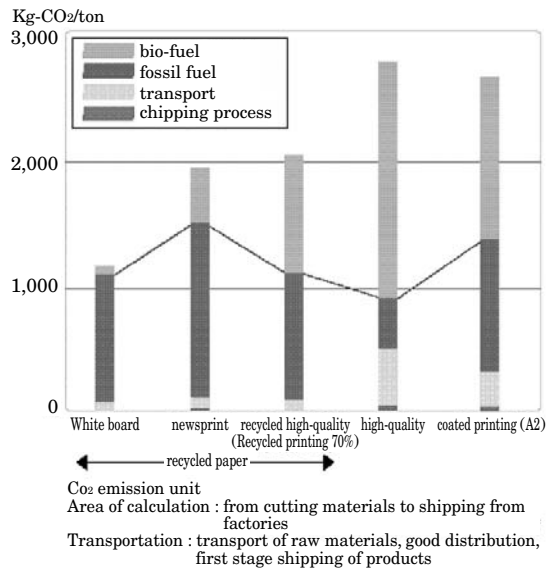 Kg-CO₂/ton
3,000
bio-fuel
fossil fuel
transport
chipping process
2,000
1,000
0
White board newsprint recycled high-quality high-quality coated printing (A2)
(Recycled printing 70%)
recycled paper
Co₂ emission unit
Area of calculation : from cutting materials to shipping from
factories
Transportation : transport of raw materials, good distribution,
first stage shipping of products